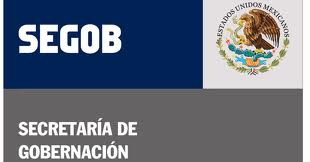 SEGOB
ESTADOS UNIDOS MEXICANOS
SECRETARÍA DE
GOBERNACIÓN